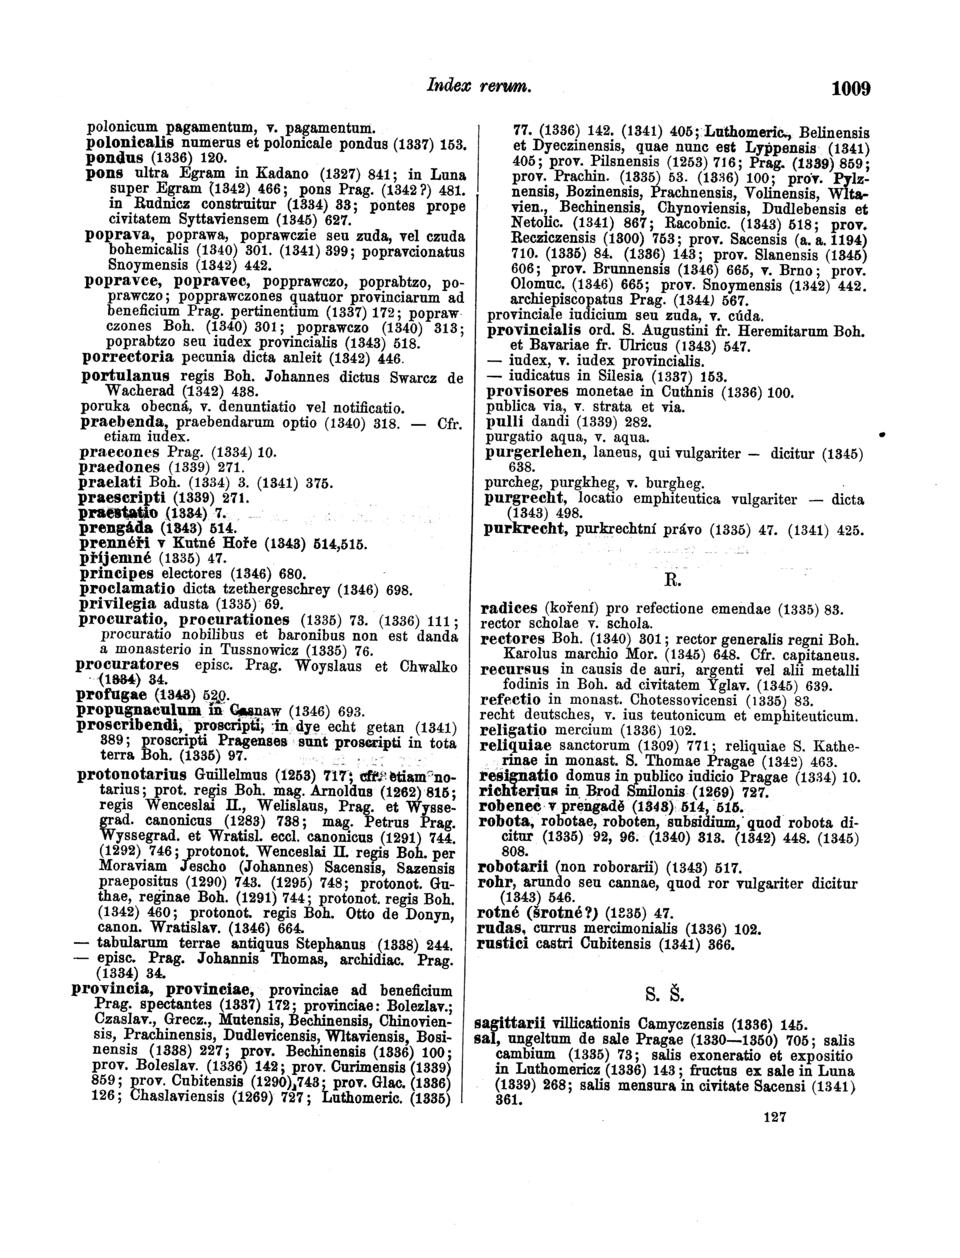 Index rerum.
1009
polonicum pagamentum, v. pagamentum.
polonicalis numerus et polonicale pondus (1337) 153.
pondus (1336) 120.
pons ultra Egram in Kadano (1327) 841; in Luna
super Egram (1342) 466; pons Prag. (1342?) 481.
in Rudnicz construitur (1334) 33; pontes prope
civitatem Syttaviensem (1345) 627.
poprava, poprawa, poprawczie seu zuda, vel czuda
bohemicalis (1340) 301. (1341) 399; popravcionatus
Snoymensis (1342) 442.
popravce, popravec, popprawczo, poprabtzo, po-
prawczo; popprawczones quatuor provinciarum ad
beneficium Prag. pertinentium (1337) 172; popraw
czones Boh. (1340) 301; poprawczo (1340) 313;
poprabtzo seu iudex provincialis (1343) 518.
porrectoria pecunia dicta anleit (1342) 446.
portulanus regis Boh. Johannes dictus Swarcz de
Wacherad (1342) 438.
poruka obecná, v. denuntiatio vel notificatio.
praebenda, praebendarum optio (1340) 318. — Cfr.
etiam iudex.
praecones Prag. (1334) 10.
praedones (1339) 271.
praelati Boh. (1334) 3. (1341) 375.
praescripti (1339) 271.
praestatio (1334) 7.
prengáda (1343) 514.
prennéři v Kutné Hoře (1343) 514,515.
příjemné (1335) 47.
principes electores (1346) 680.
proclamatio dicta tzethergeschrey (1346) 698.
privilegia adusta (1335) 69.
procuratio, procurationes (1335) 73. (1336) 111;
procuratio nobilibus et baronibus non est danda
a monasterio in Tussnowicz (1335) 76.
procuratores episc. Prag. Woyslaus et Chwalko
(1334) 34.
profugae (1343) 520.
propugnaculum in Gasnaw (1346) 693.
proscribendi, proscripti, in dye echt getan (1341)
389; proscripti Pragenses sunt proscripti in tota
terra Boh. (1335) 97.
protonotarius Guillelmus (1253) 717; cfr. etiam no-
tarius; prot. regis Boh. mag. Arnoldus (1262) 815;
regis Wenceslai II., Welislaus, Prag. et Wysse-
grad. canonicus (1283) 738; mag. Petrus Prag.
Wyssegrad. et Wratisl. eccl. canonicus (1291) 744.
(1292) 746; protonot. Wenceslai II. regis Boh. per
Moraviam Jescho (Johannes) Sacensis, Sazensis
praepositus (1290) 743. (1295) 748; protonot. Gu-
thae, reginae Boh. (1291) 744; protonot. regis Boh.
(1342) 460; protonot. regis Boh. Otto de Donyn,
canon. Wratislav. (1346) 664.
— tabularum terrae antiquus Stephanus (1338) 244.
— episc. Prag. Johannis Thomas, archidiac. Prag.
(1334) 34.
provincia, provinciae, provinciae ad beneficium
Prag. spectantes (1337) 172; provinciae: Bolezlav.;
Czaslav., Grecz., Mutensis, Bechinensis, Chinovien-
sis, Prachinensis, Dudlevicensis, Wltaviensis, Bosi-
nensis (1338) 227; prov. Bechinensis (1336) 100;
prov. Boleslav. (1336) 142; prov. Curimensis (1339)
859; prov. Cubitensis (1290) 743; prov. Glac. (1336)
126; Chaslaviensis (1269) 727; Luthomeric. (1335)
77. (1336) 142. (1341) 405; Luthomeric., Belinensis
et Dyeczinensis, quae nunc est Lyppensis (1341)
405; prov. Pilsnensis (1253) 716; Prag. (1339) 859;
prov. Prachin. (1335) 53. (1336) 100; prov. Pylz-
nensis, Bozinensis, Prachnensis, Volinensis, Wlta-
vien., Bechinensis, Chynoviensis, Dudlebensis et
Netolic. (1341) 867; Racobnic. (1343) 518; prov.
Recziczensis (1300) 753; prov. Sacensis (a. a. 1194)
710. (1335) 84. (1336) 143; prov. Slanensis (1345)
606; prov. Brunnensis (1346) 665, v. Brno; prov.
Olomuc. (1346) 665; prov. Snoymensis (1342) 442.
archiepiscopatus Prag. (1344) 567.
provinciale iudicium seu zuda, v. cúda.
provincialis ord. S. Augustini fr. Heremitarum Boh.
et Bavariae fr. Ulricus (1343) 547.
— iudex, v. iudex provincialis.
— iudicatus in Silesia (1337) 153.
provisores monetae in Cuthnis (1336) 100.
publica via, v. strata et via.
pulli dandi (1339) 282.
purgatio aqua, v. aqua.
purgerlehen, laneus, qui vulgariter — dicitur (1345)
638.
purcheg, purgkheg, v. burgheg.
purgrecht, locatio emphiteutica vulgariter — dicta
(1343) 498.
purkrecht, purkrechtní právo (1335) 47. (1341) 425.
R.
radices (koření) pro refectione emendae (1335) 83.
rector scholae v. schola.
rectores Boh. (1340) 301; rector generalis regni Boh.
Karolus marchio Mor. (1345) 648. Cfr. capitaneus.
recursus in causis de auri, argenti vel alii metalli
fodinis in Boh. ad civitatem Yglav. (1345) 639.
refectio in monast. Chotessovicensi (1335) 83.
recht deutsches, v. ius teutonicum et emphiteuticum.
religatio mercium (1336) 102.
reliquiae sanctorum (1309) 771; reliquiae S. Kathe-
rinae in monast. S. Thomae Pragae (1342) 463.
resignatio domus in publico iudicio Pragae (1334) 10.
richterius in Brod Smilonis (1269) 727.
robenec v prengadě (1343) 514, 515.
robota, robotae, roboten, subsidium, quod robota di-
citur (1335) 92, 96. (1340) 313. (1342) 448. (1345)
808.
robotarii (non roborarii) (1343) 517.
rohr, arundo seu cannae, quod ror vulgariter dicitur
(1343) 546.
rotné (šrotné?) (1235) 47.
rudas, currus mercimonialis (1336) 102.
rustici castri Cubitensis (1341) 366.
S. Š.
sagittarii villicationis Camyczensis (1336) 145.
sal, ungeltum de sale Pragae (1330—1350) 705; salis
cambium (1335) 73; salis exoneratio et expositio
in Luthomericz (1336) 143; fructus ex sale in Luna
(1339) 268; salis mensura in civitate Sacensi (1341)
361.
127